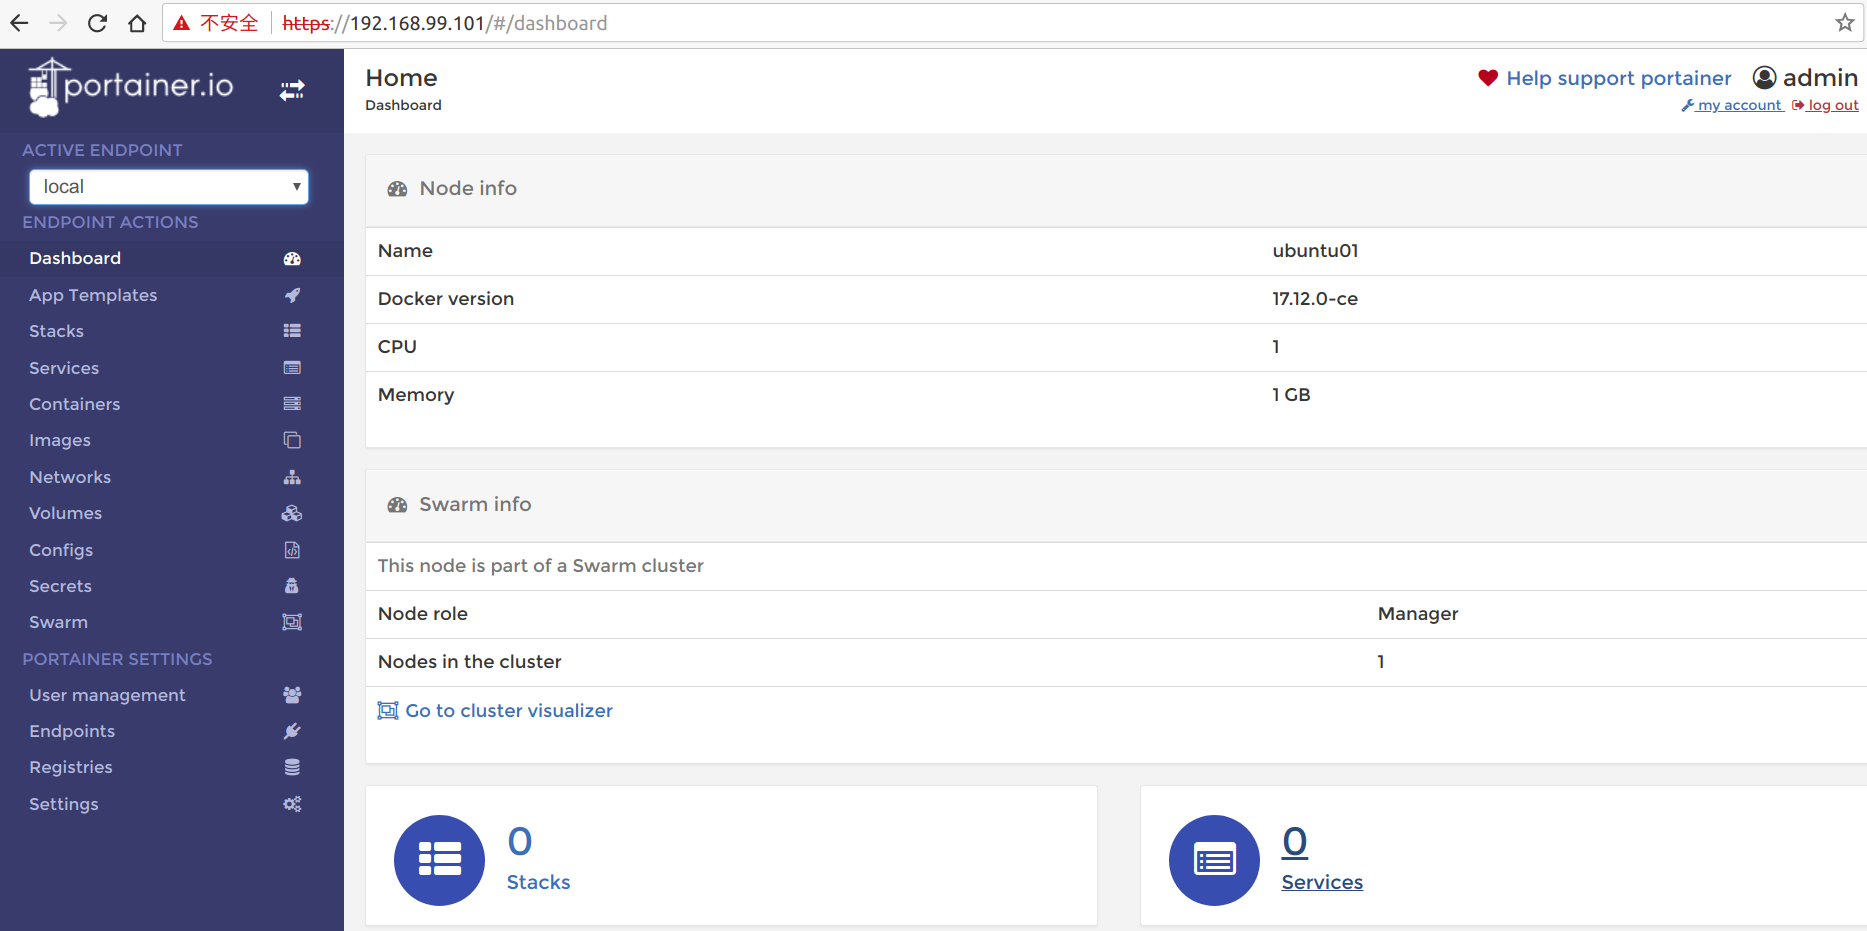 不安全 https://192.168.99.101/#/dashboard
portainer.io
ACTIVE ENDPOINT
local
ENDPOINT ACTIONS
Dashboard
App Templates
Stacks
Services
Containers
Images
Networks
Volumes
Configs
Secrets
Swarm
PORTAINER SETTINGS
User management
Endpoints
Registries
Settings
Home
Dashboard
Help support portainer admin
my account log out
Node info
Name ubuntu01
Docker version 17.12.0-ce
CPU 1
Memory 1 GB
Swarm info
This node is part of a Swarm cluster
Node role Manager
Nodes in the cluster 1
Go to cluster visualizer
0
Stacks
0
Services